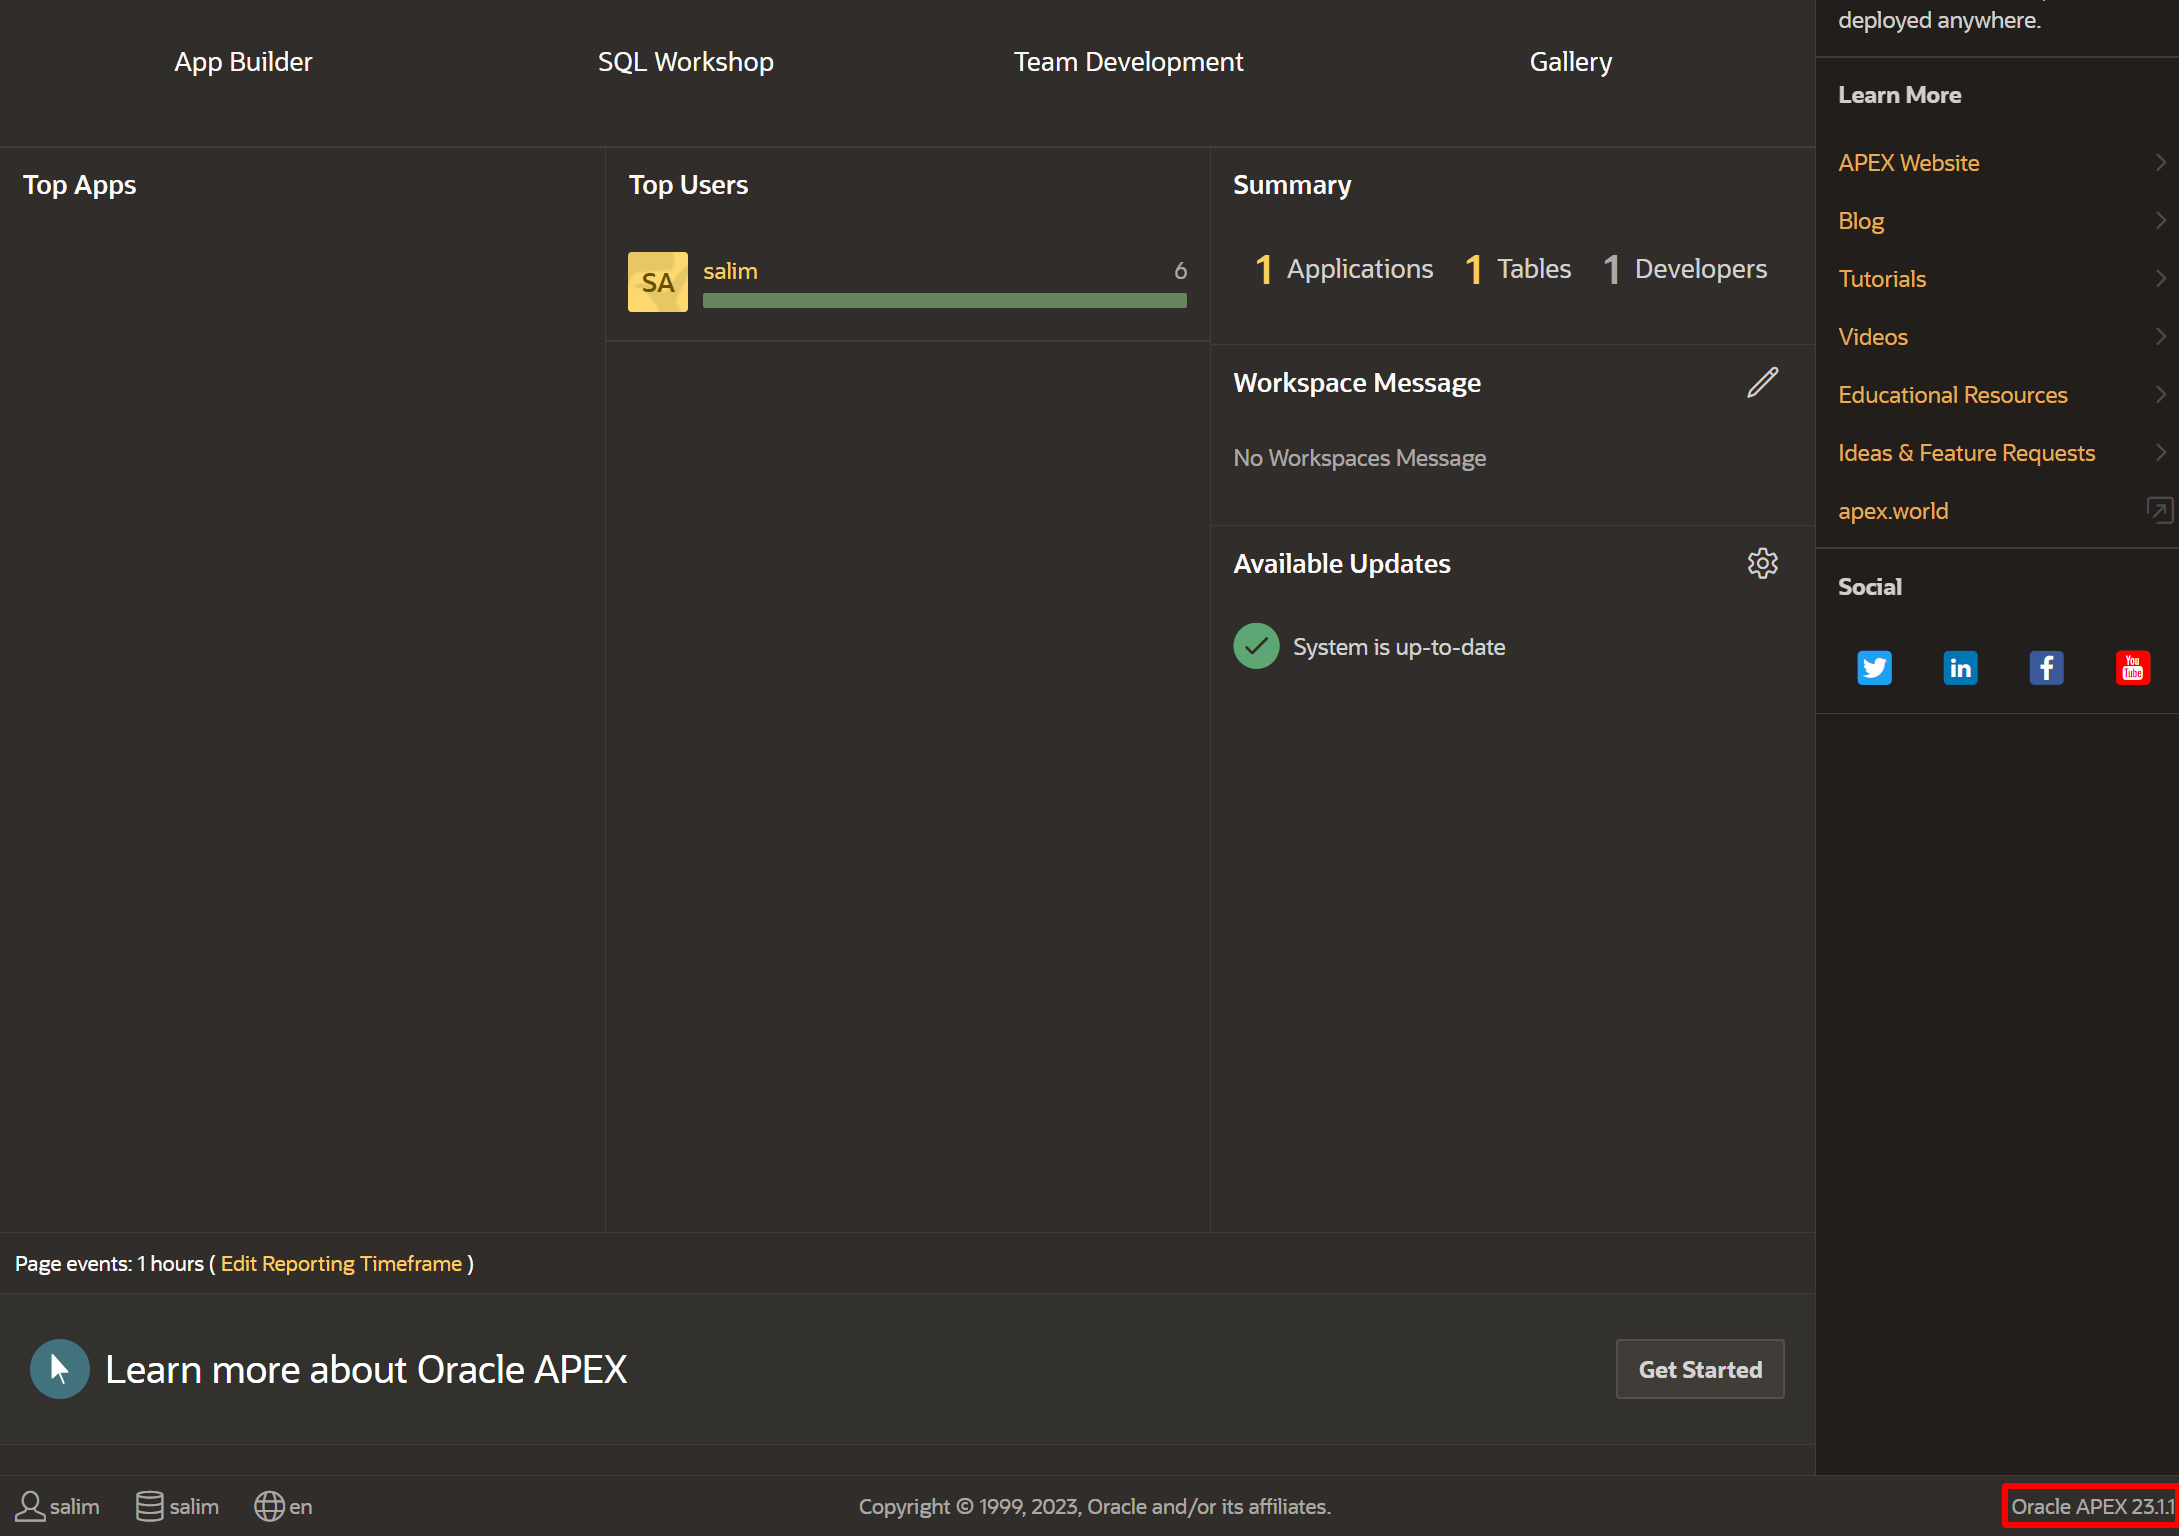 App Builder
SQL Workshop
Team Development
Gallery
Top Apps
Top Users
SA
salim
6
Summary
1 Applications
1 Tables
1 Developers
Workspace Message
No Workspaces Message
Available Updates
System is up-to-date
Page events: 1 hours ( Edit Reporting Timeframe )
Learn more about Oracle APEX
Get Started
deployed anywhere.
Learn More
APEX Website
Blog
Tutorials
Videos
Educational Resources
Ideas & Feature Requests
apex.world
Social
in
f
You
Tube
salim
salim
en
Copyright © 1999, 2023, Oracle and/or its affiliates.
Oracle APEX 23.1.1